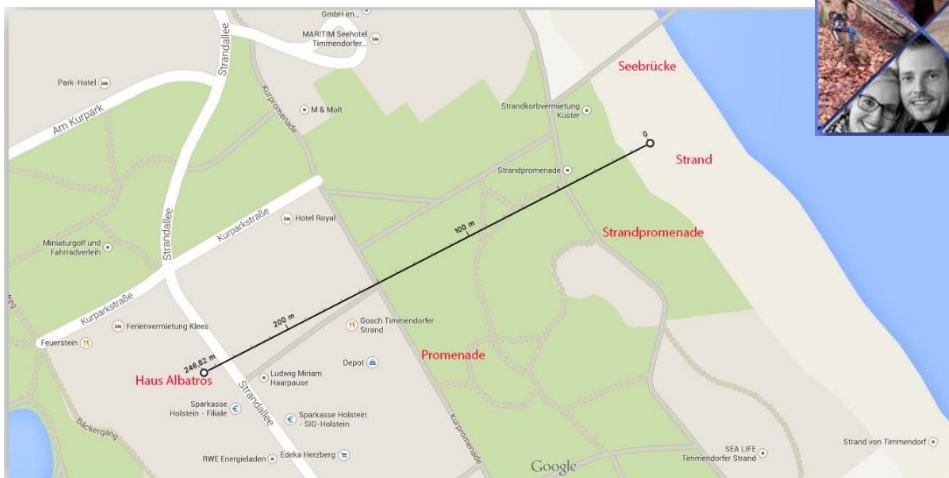 GmbH im...
MARITIM Seehotel
Timmendorfer...
Strandallee
Park-Hotel
Am Kurpark
Kurpromenade
M & Molt
Seebrücke
Strandkorbvermietung
Küster
0
Strand
Strandpromenade
Strandpromenade
100 m
Hotel Royal
Kurparkstraße
Strandallee
Miniaturgolf und
Fahrradverleih
Weg
Kurparkstraße
Ferienvermietung Klees
Feuerstein
200 m
Gosch Timmendorfer
Strand
246,82 m
Depot
Promenade
Haus Albatros
Ludwig Miriam
Haarpause
Strandallee
Sparkasse
Holstein - Filiale
Sparkasse Holstein
- SIG-Holstein
Bäckergang
Kurpromenade
RWE Energieladen
Edeka Herzberg
Google
SEA LIFE
Timmendorfer Strand
Strand von Timmendorf